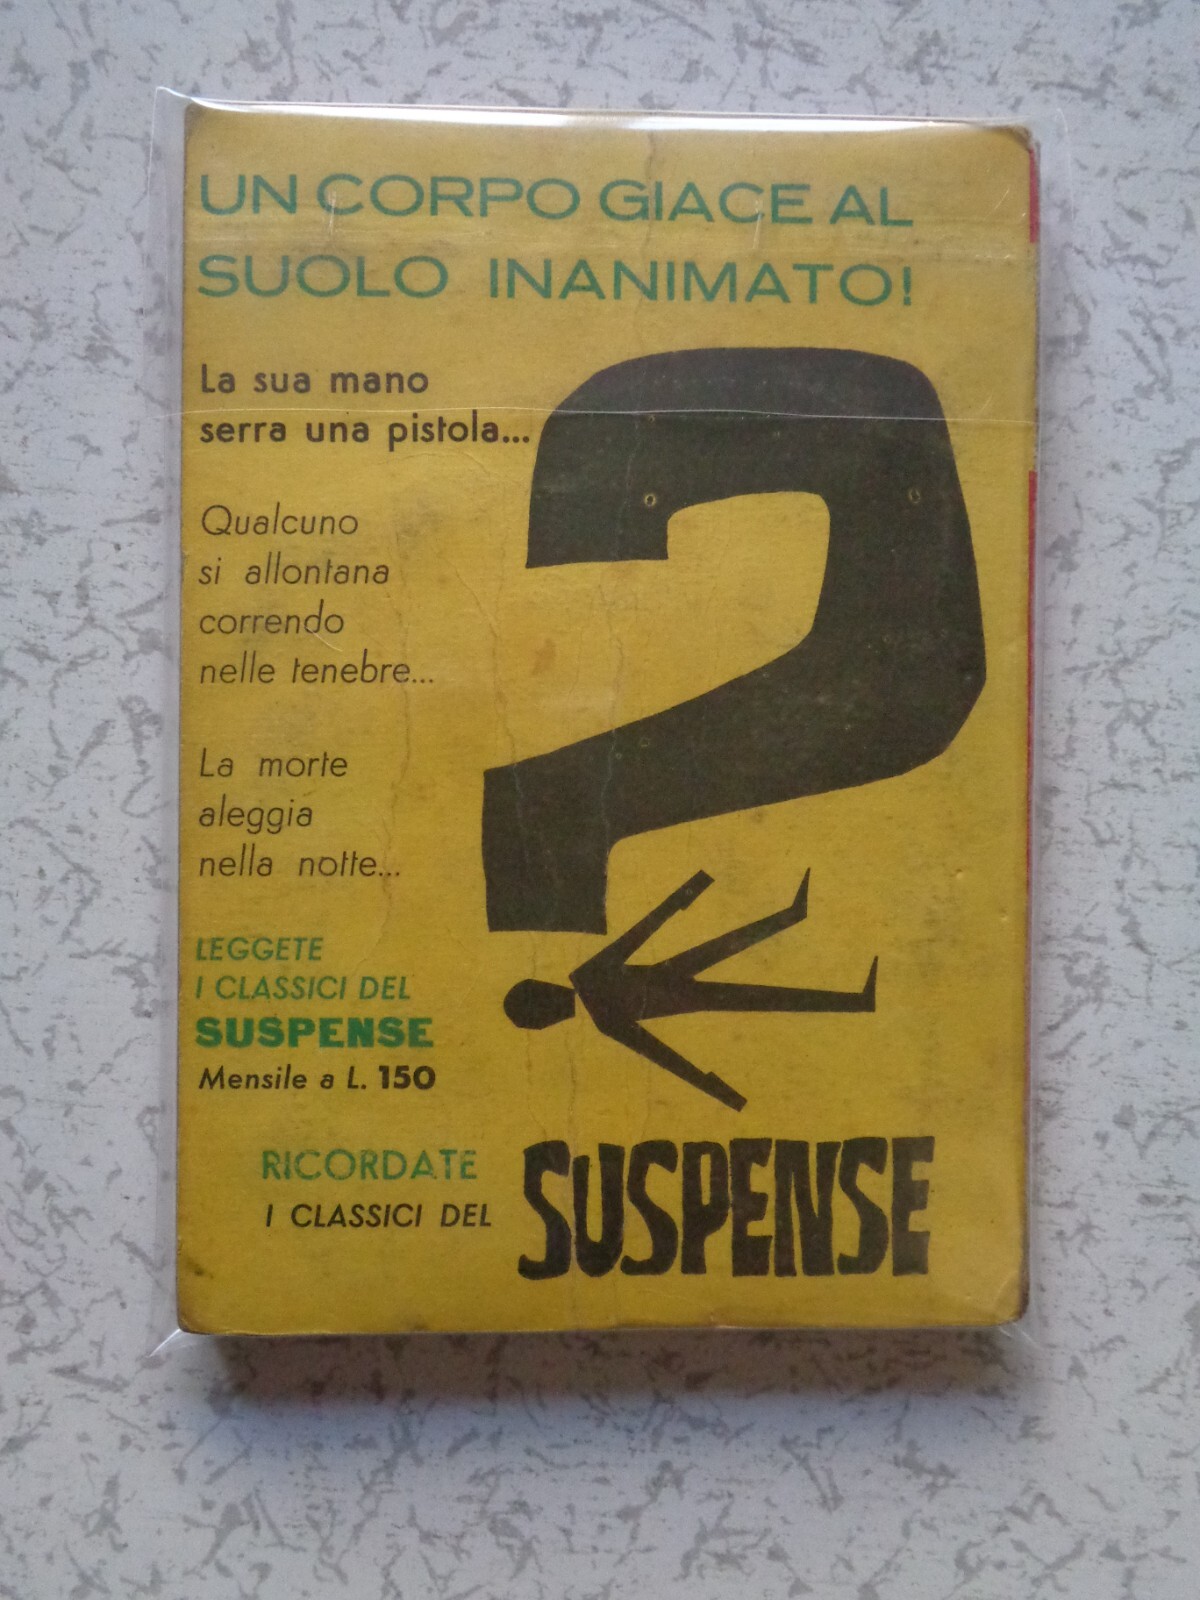 UN CORPO GIACE AL
SUOLO INANIMATO!
La sua mano
serra una pistola...
Qualcuno
si allontana
correndo
nelle tenebre...
La morte
aleggia
nella notte...
LEGGETE
I CLASSICI DEL
SUSPENSE
Mensile a L. 150
RICORDATE
I CLASSICI DEL
SUSPENSE